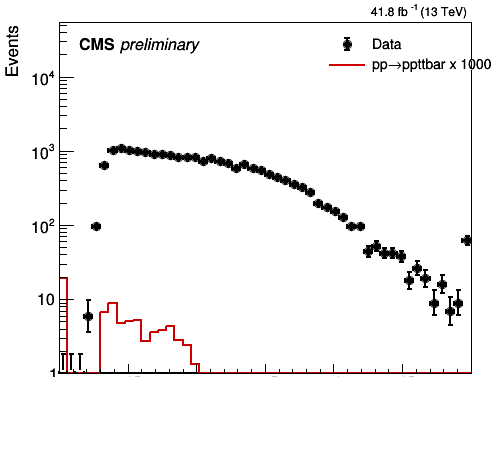 41.8 fb⁻¹ (13 TeV)
Events
CMS preliminary
Data
pp→ppttbar x 1000
10⁴
10³
10²
10
1